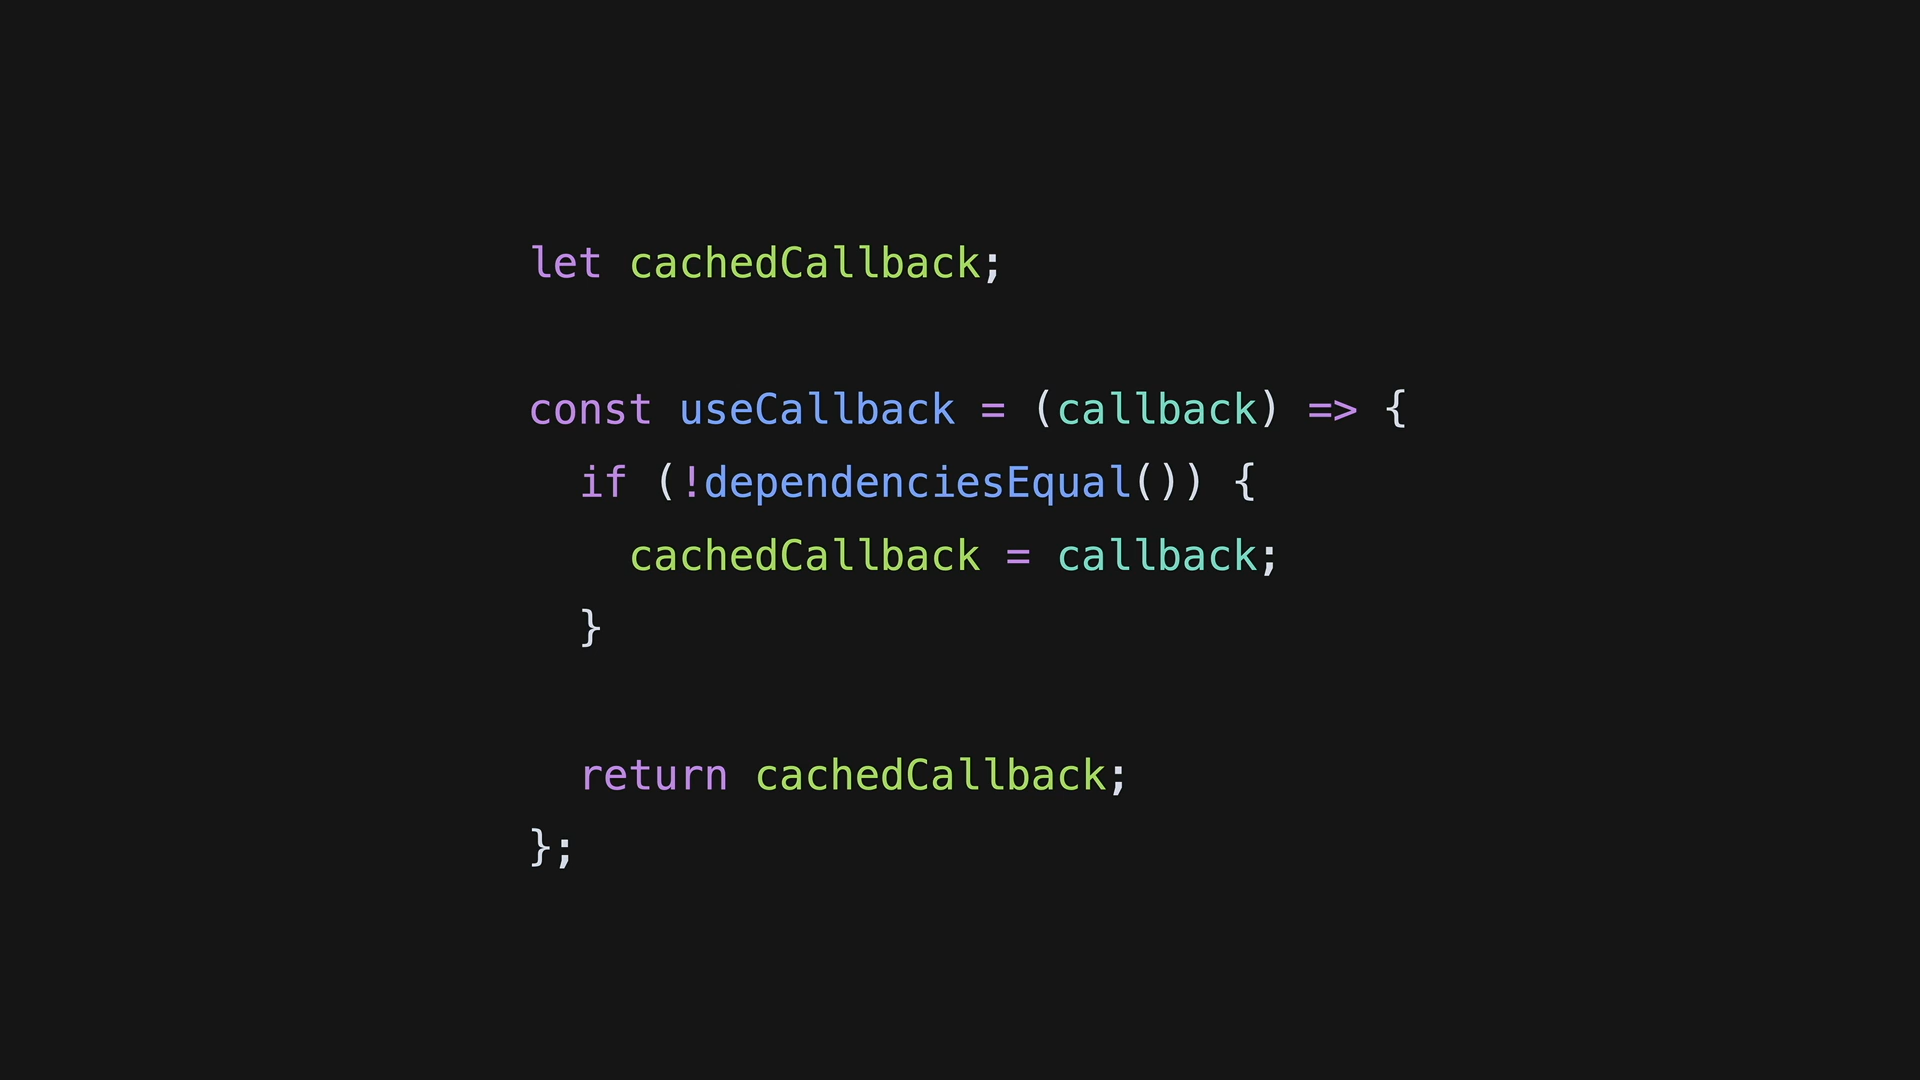 let cachedCallback;
const useCallback = (callback) => {
  if (!dependenciesEqual()) {
    cachedCallback = callback;
  }
  return cachedCallback;
};